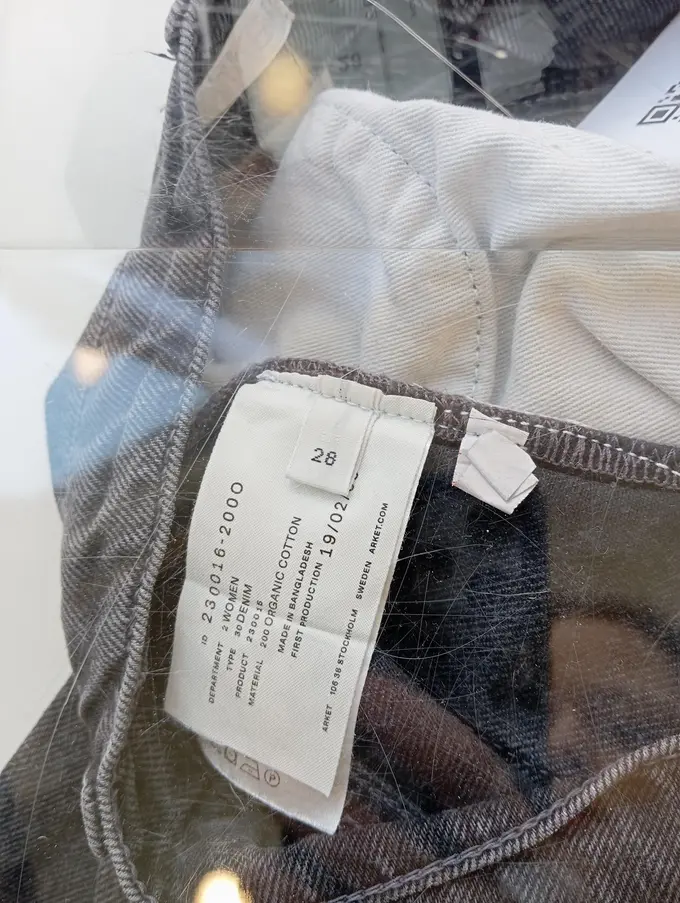 28
ID 230016-2000
DEPARTMENT 2 WOMEN
TYPE 30 DENIM
PRODUCT 230016
MATERIAL 200 ORGANIC COTTON
MADE IN BANGLADESH
FIRST PRODUCTION 19/02/
ARKET 106 38 STOCKHOLM SWEDEN ARKET.COM
P